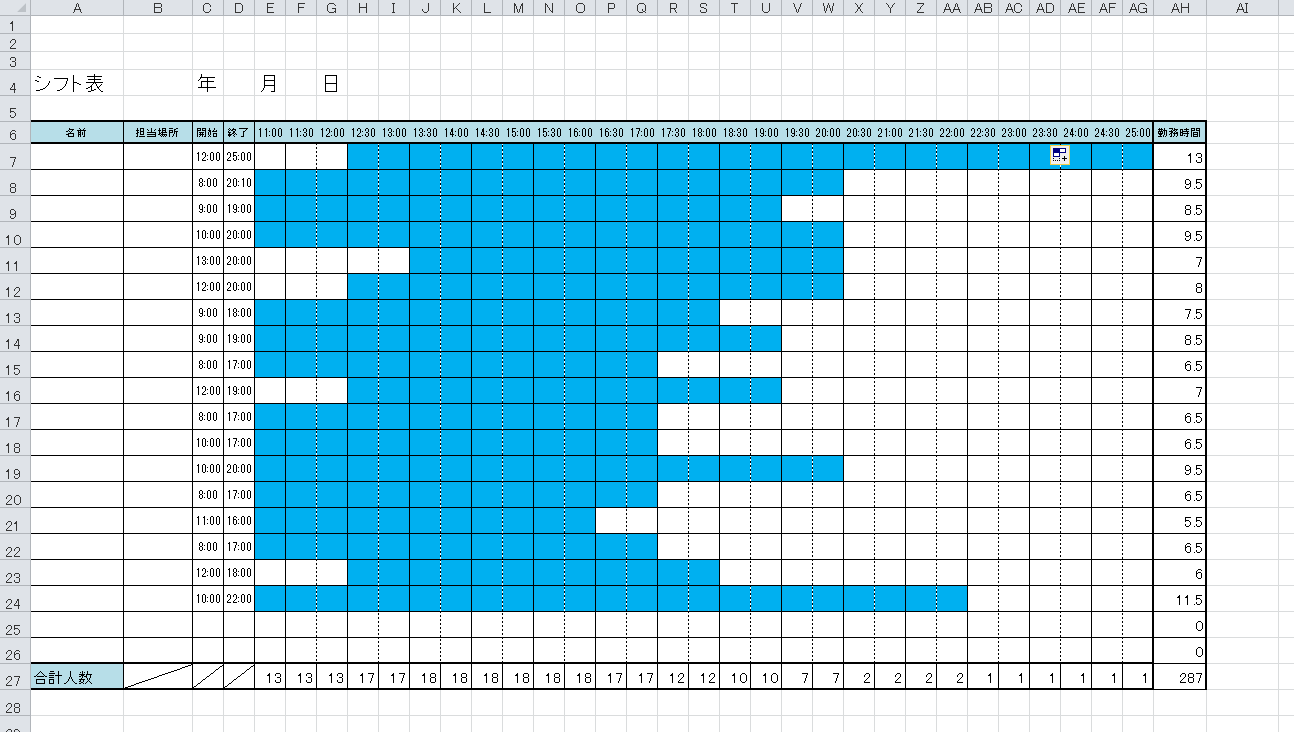 A B C D E F G H I J K L M N O P Q R S T U V W X Y Z AA AB AC AD AE AF AG AH AI
1
2
3
4 シフト表 年 月 日
5
6 名前 担当場所 開始 終了 11:00 11:30 12:00 12:30 13:00 13:30 14:00 14:30 15:00 15:30 16:00 16:30 17:00 17:30 18:00 18:30 19:00 19:30 20:00 20:30 21:00 21:30 22:00 22:30 23:00 23:30 24:00 24:30 25:00 勤務時間
7 12:00 25:00 13
8 8:00 20:10 9.5
9 9:00 19:00 8.5
10 10:00 20:00 9.5
11 13:00 20:00 7
12 12:00 20:00 8
13 9:00 18:00 7.5
14 9:00 19:00 8.5
15 8:00 17:00 6.5
16 12:00 19:00 7
17 8:00 17:00 6.5
18 10:00 17:00 6.5
19 10:00 20:00 9.5
20 8:00 17:00 6.5
21 11:00 16:00 5.5
22 8:00 17:00 6.5
23 12:00 18:00 6
24 10:00 22:00 11.5
25 0
26 0
27 合計人数 13 13 13 17 17 18 18 18 18 18 18 17 17 12 12 10 10 7 7 2 2 2 2 1 1 1 1 1 1 287
28